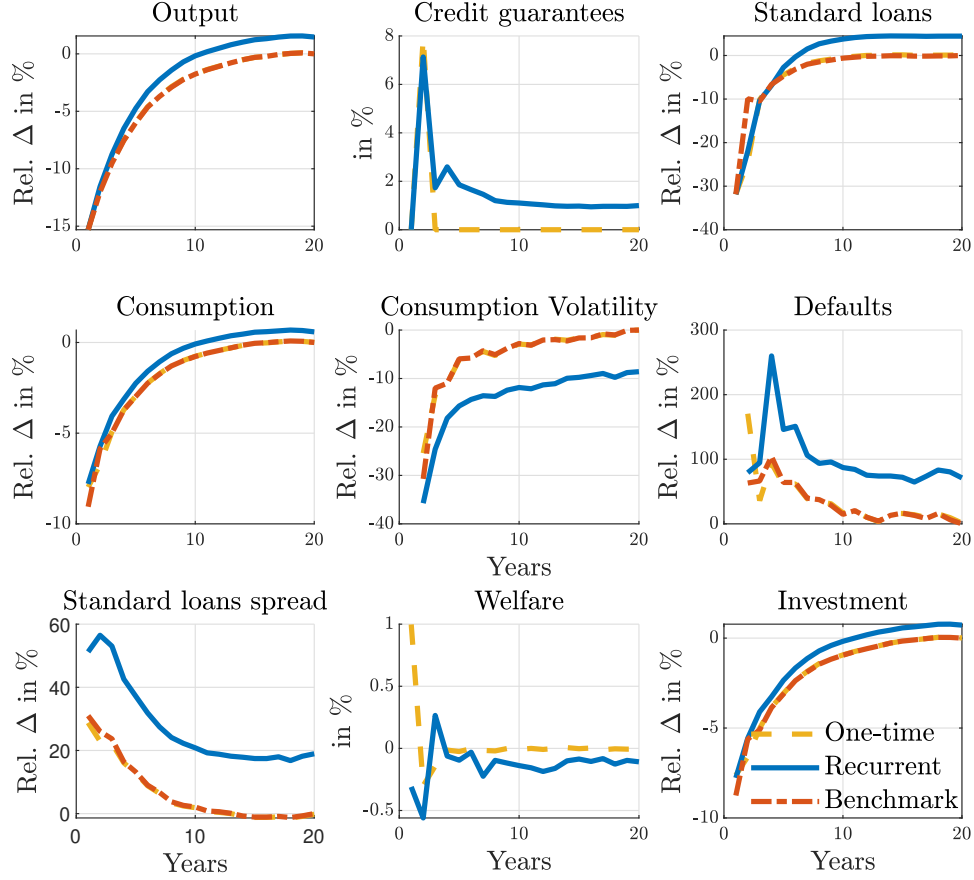 Output
Rel. Δ in %
0
-5
-10
-15
0
10
20
Credit guarantees
in %
8
6
4
2
0
0
10
20
Standard loans
Rel. Δ in %
0
-10
-20
-30
-40
0
10
20
Consumption
Rel. Δ in %
0
-5
-10
0
10
20
Consumption Volatility
Rel. Δ in %
0
-10
-20
-30
-40
0
10
20
Years
Defaults
Rel. Δ in %
300
200
100
0
0
10
20
Standard loans spread
Rel. Δ in %
60
40
20
0
0
10
20
Years
Welfare
in %
1
0.5
0
-0.5
0
10
20
Years
Investment
Rel. Δ in %
0
-5
-10
0
10
20
Years
One-time
Recurrent
Benchmark